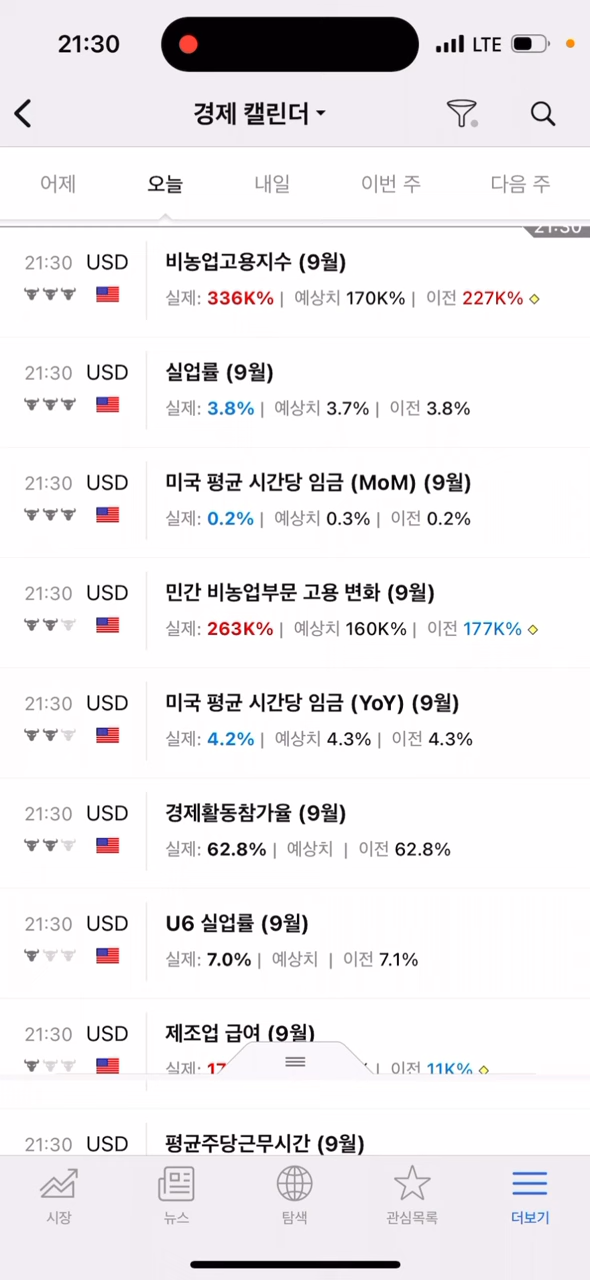 21:30
LTE
경제 캘린더
어제 오늘 내일 이번 주 다음 주
21:30
21:30 USD 비농업고용지수 (9월)
실제: 336K% | 예상치 170K% | 이전 227K%
21:30 USD 실업률 (9월)
실제: 3.8% | 예상치 3.7% | 이전 3.8%
21:30 USD 미국 평균 시간당 임금 (MoM) (9월)
실제: 0.2% | 예상치 0.3% | 이전 0.2%
21:30 USD 민간 비농업부문 고용 변화 (9월)
실제: 263K% | 예상치 160K% | 이전 177K%
21:30 USD 미국 평균 시간당 임금 (YoY) (9월)
실제: 4.2% | 예상치 4.3% | 이전 4.3%
21:30 USD 경제활동참가율 (9월)
실제: 62.8% | 예상치 | 이전 62.8%
21:30 USD U6 실업률 (9월)
실제: 7.0% | 예상치 | 이전 7.1%
21:30 USD 제조업 급여 (9월)
실제: 이전 11K%
21:30 USD 평균주당근무시간 (9월)
시장 뉴스 탐색 관심목록 더보기